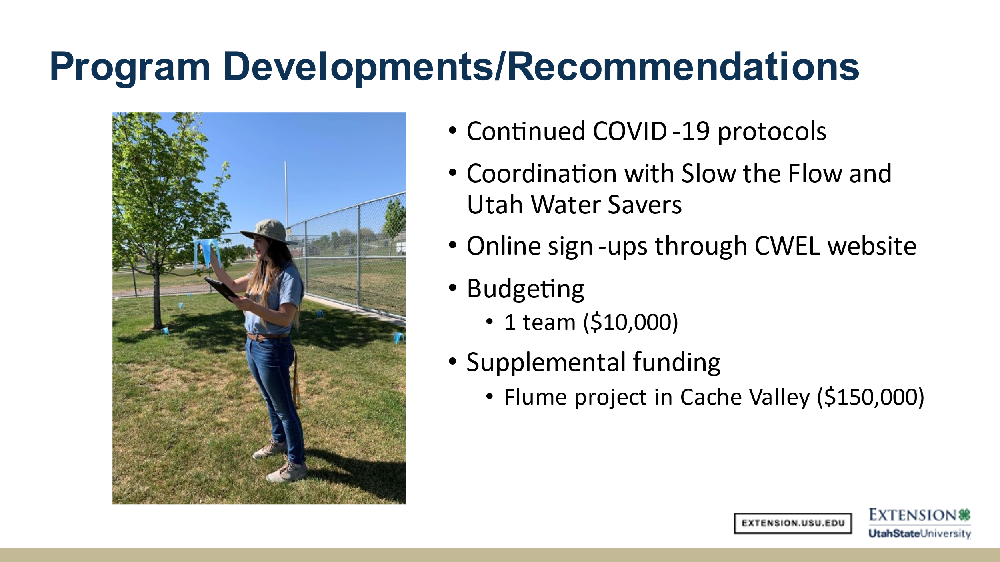 Program Developments/Recommendations
• Continued COVID-19 protocols
• Coordination with Slow the Flow and
Utah Water Savers
• Online sign-ups through CWEL website
• Budgeting
• 1 team ($10,000)
• Supplemental funding
• Flume project in Cache Valley ($150,000)
EXTENSION.USU.EDU
EXTENSION
UtahStateUniversity